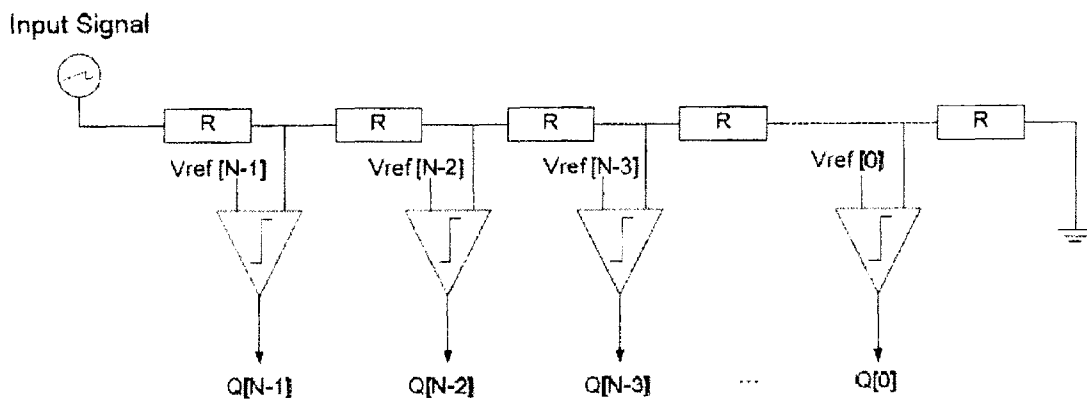 Input Signal
R R R R R
Vref[N-1] Vref[N-2] Vref[N-3] Vref[0]
Q[N-1] Q[N-2] Q[N-3] ... Q[0]